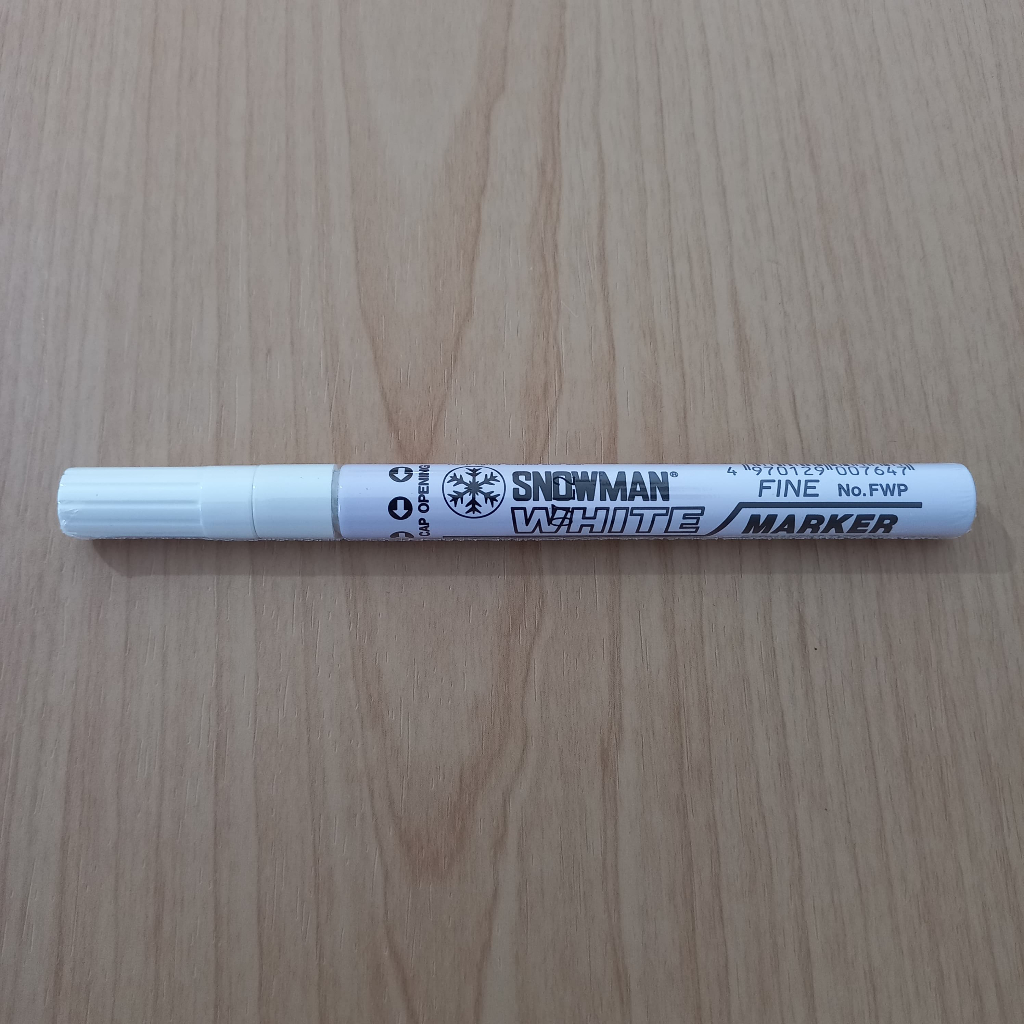 4 970129 007647
SNOWMAN®
FINE No.FWP
WHITE MARKER
CAP OPENING